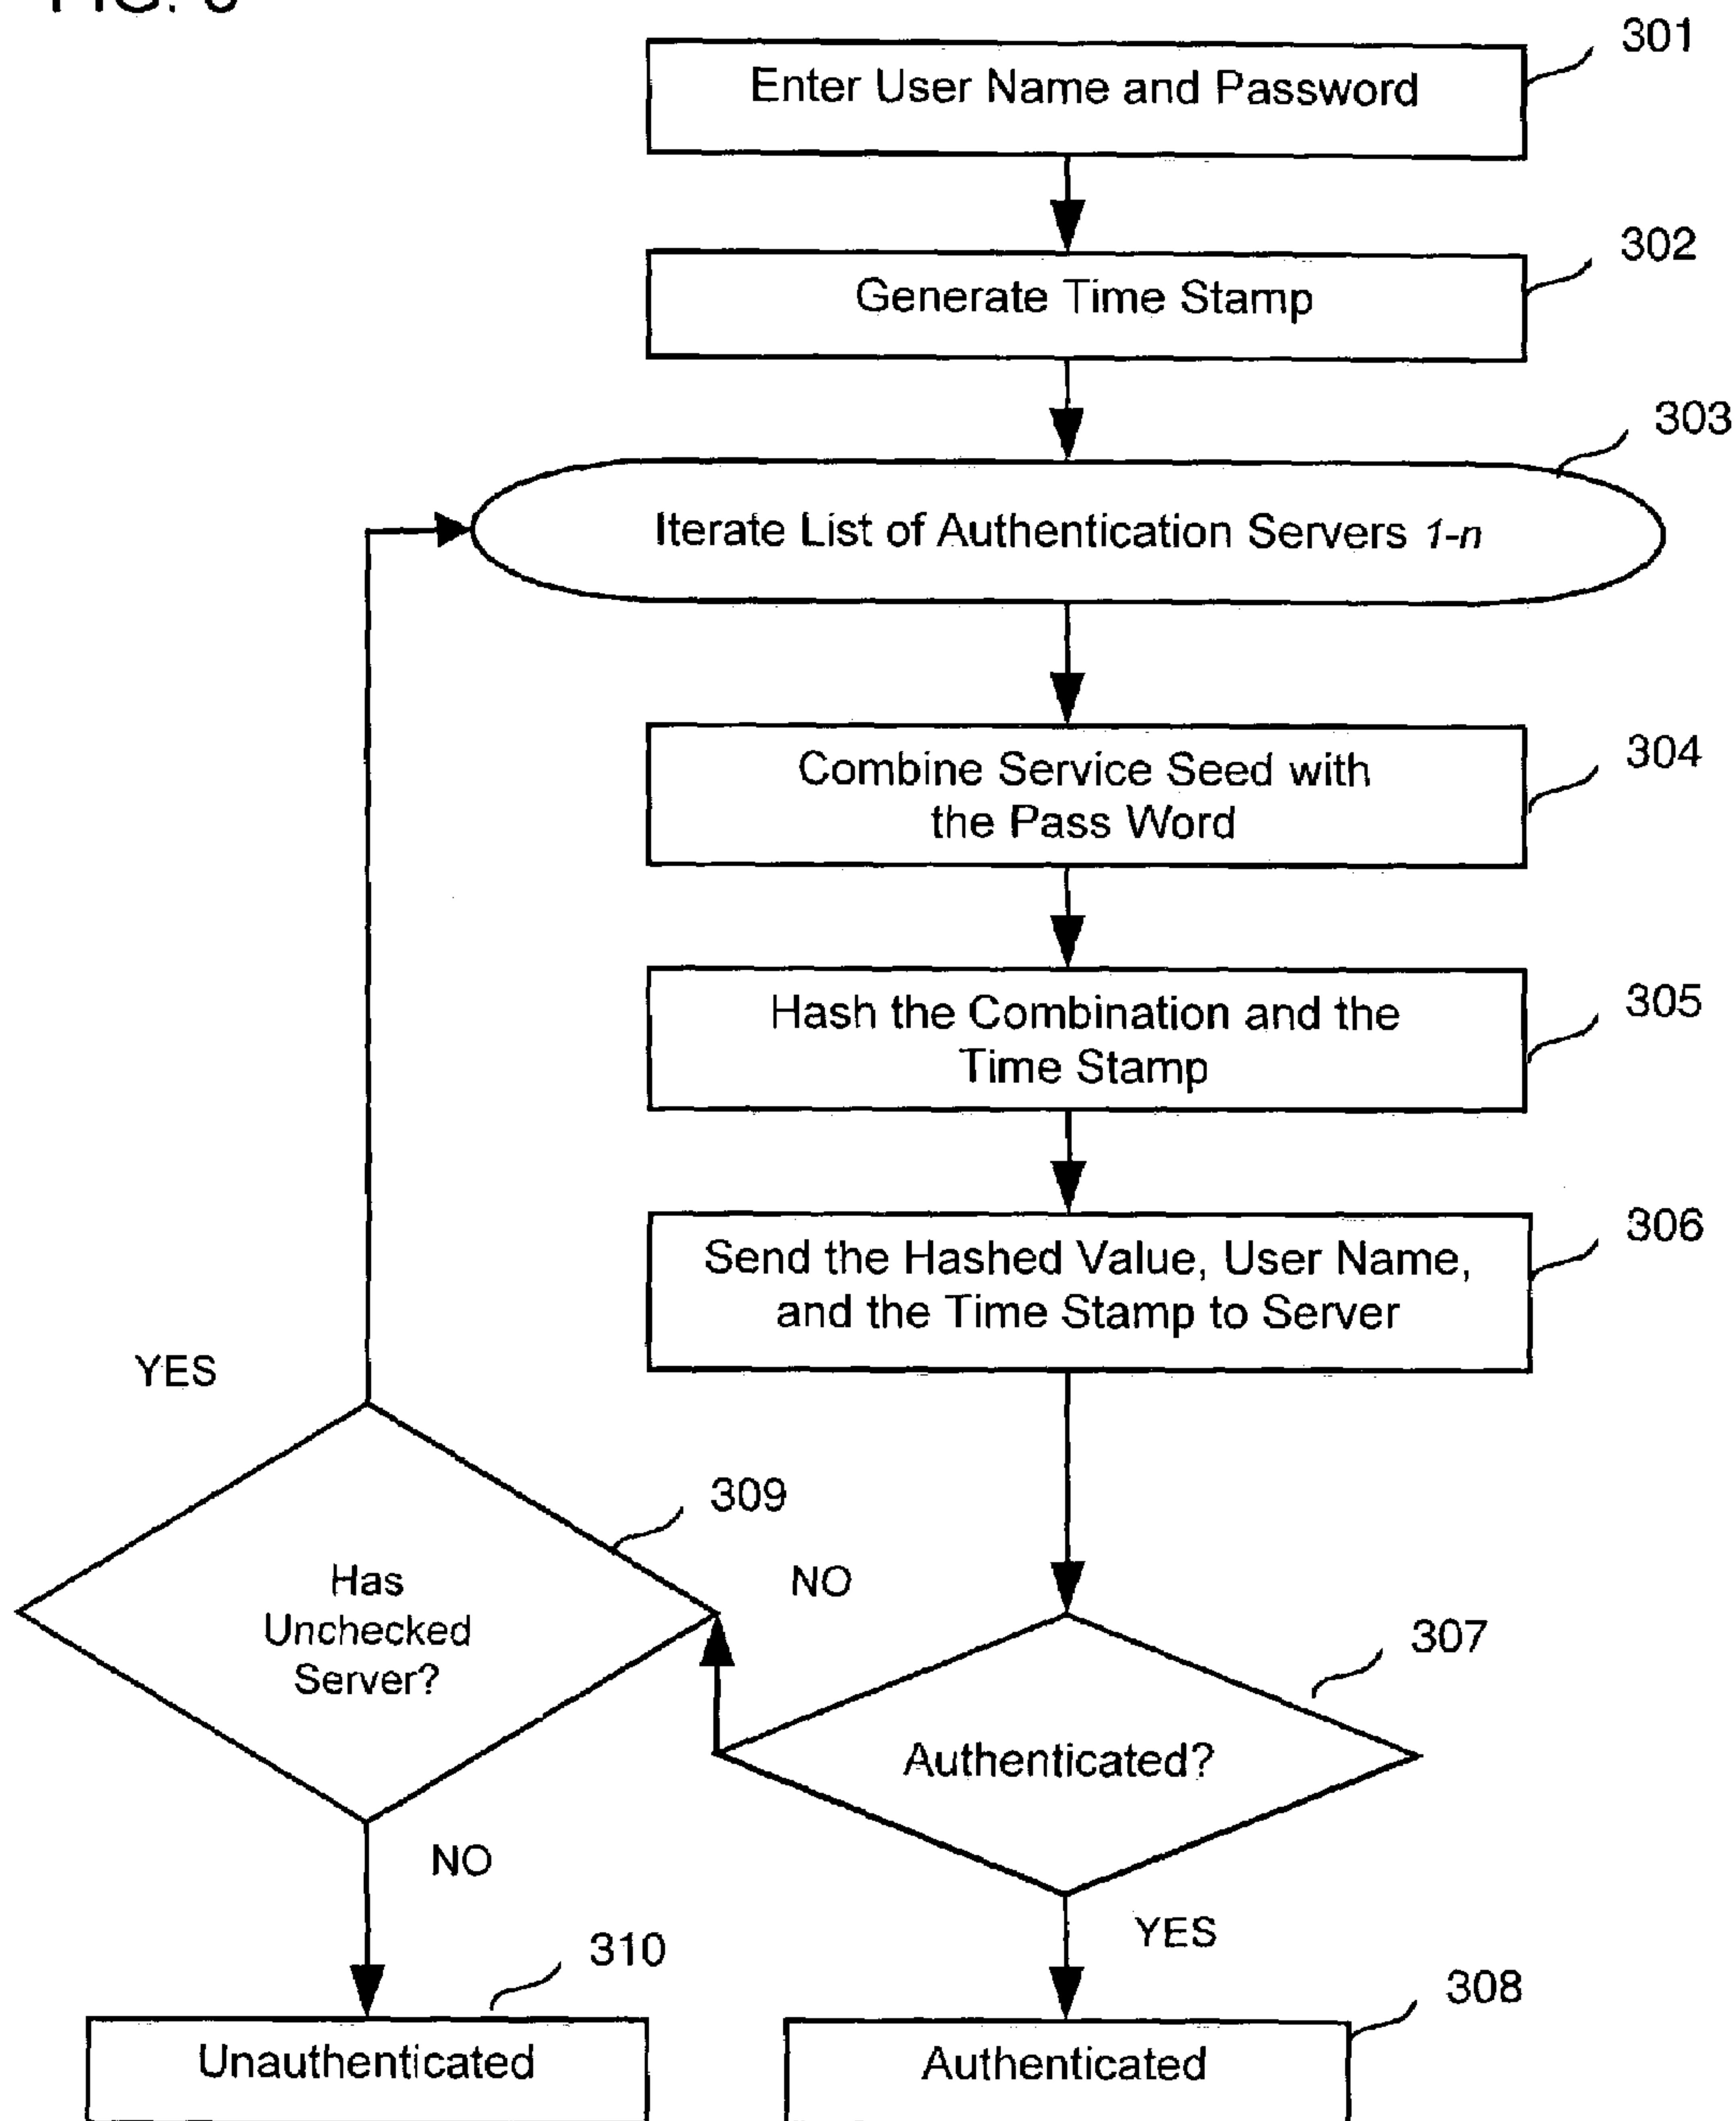 301
Enter User Name and Password
302
Generate Time Stamp
303
Iterate List of Authentication Servers 1-n
304
Combine Service Seed with
the Pass Word
305
Hash the Combination and the
Time Stamp
306
Send the Hashed Value, User Name,
and the Time Stamp to Server
YES
309
Has
Unchecked
Server?
NO
307
Authenticated?
NO
YES
310
Unauthenticated
308
Authenticated